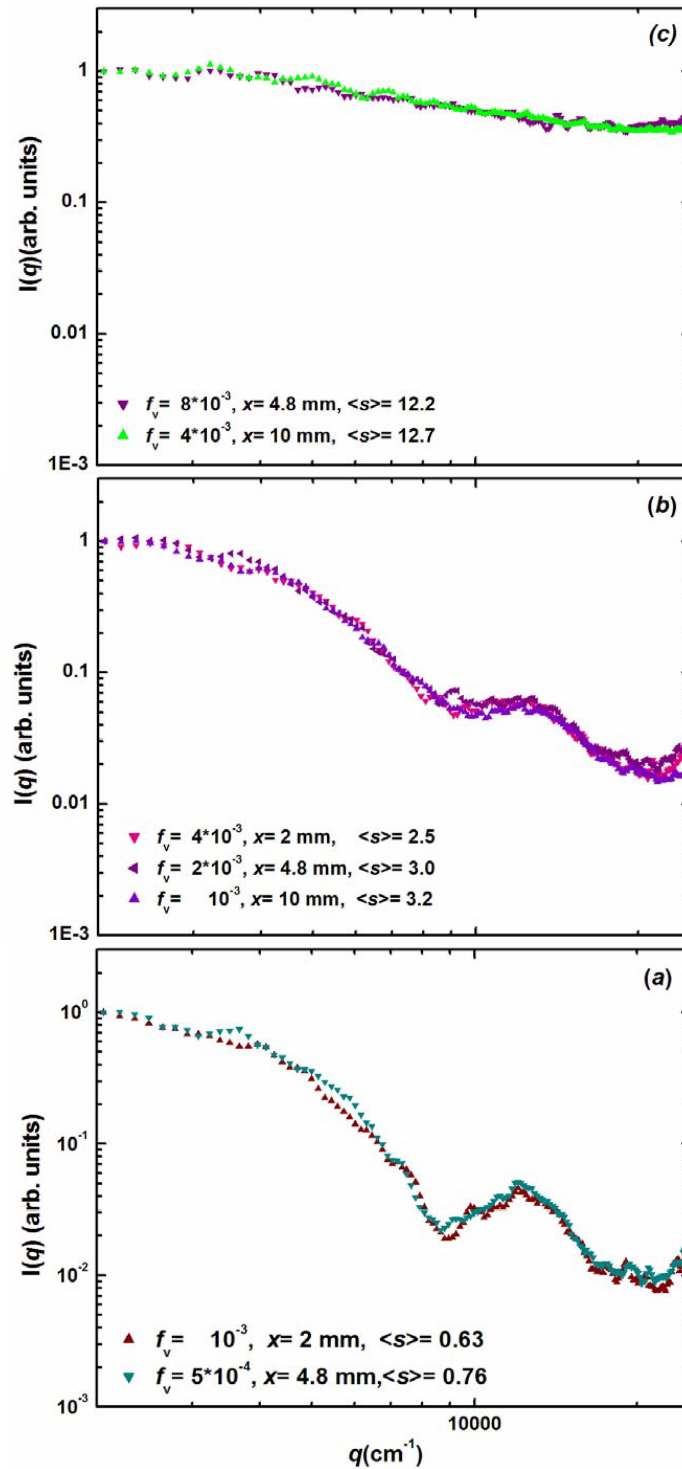 (c)
1
0.1
0.01
1E-3
I(q)(arb. units)
fv= 8*10-3, x= 4.8 mm, <s>= 12.2
fv= 4*10-3, x= 10 mm, <s>= 12.7
(b)
1
0.1
0.01
1E-3
I(q) (arb. units)
fv= 4*10-3, x= 2 mm, <s>= 2.5
fv= 2*10-3, x= 4.8 mm, <s>= 3.0
fv= 10-3, x= 10 mm, <s>= 3.2
(a)
100
10-1
10-2
10-3
I(q) (arb. units)
fv= 10-3, x= 2 mm, <s>= 0.63
fv= 5*10-4, x= 4.8 mm,<s>= 0.76
10000
q(cm-1)